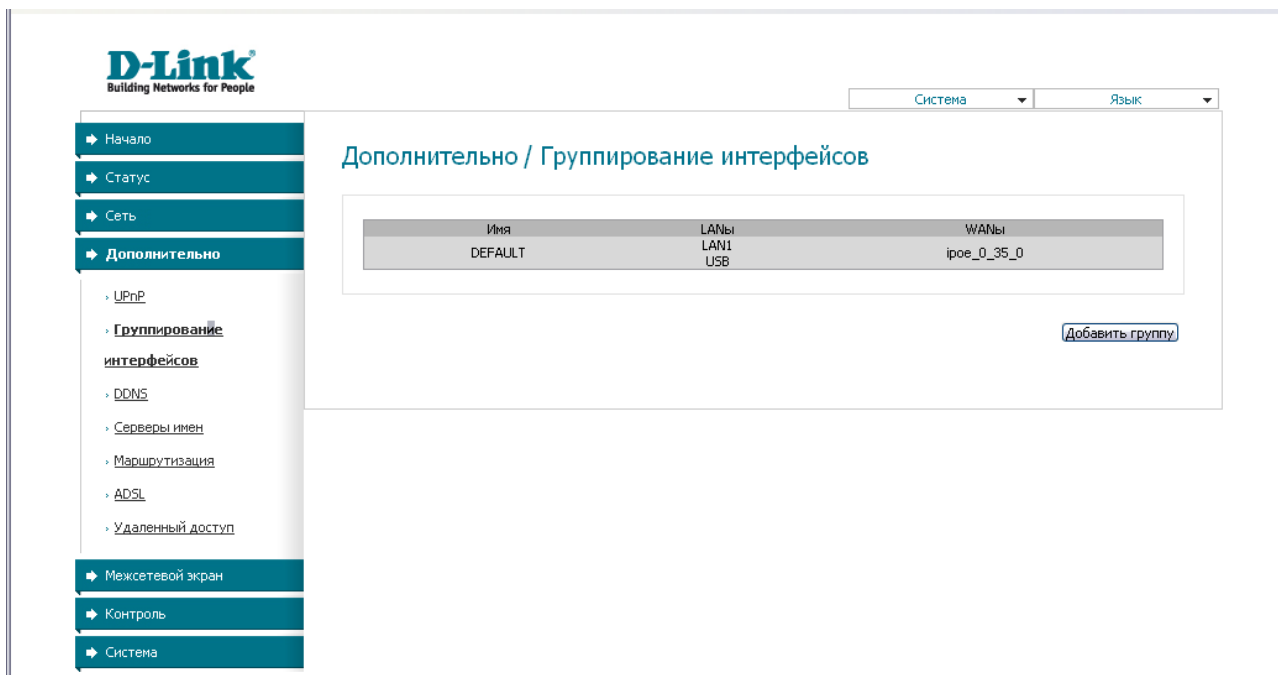 D-Link
Building Networks for People
Система
Язык
Начало
Статус
Сеть
Дополнительно
UPnP
Группирование
интерфейсов
DDNS
Серверы имен
Маршрутизация
ADSL
Удаленный доступ
Межсетевой экран
Контроль
Система
Дополнительно / Группирование интерфейсов
Имя LANы WANы
DEFAULT LAN1 USB ipoe_0_35_0
Добавить группу